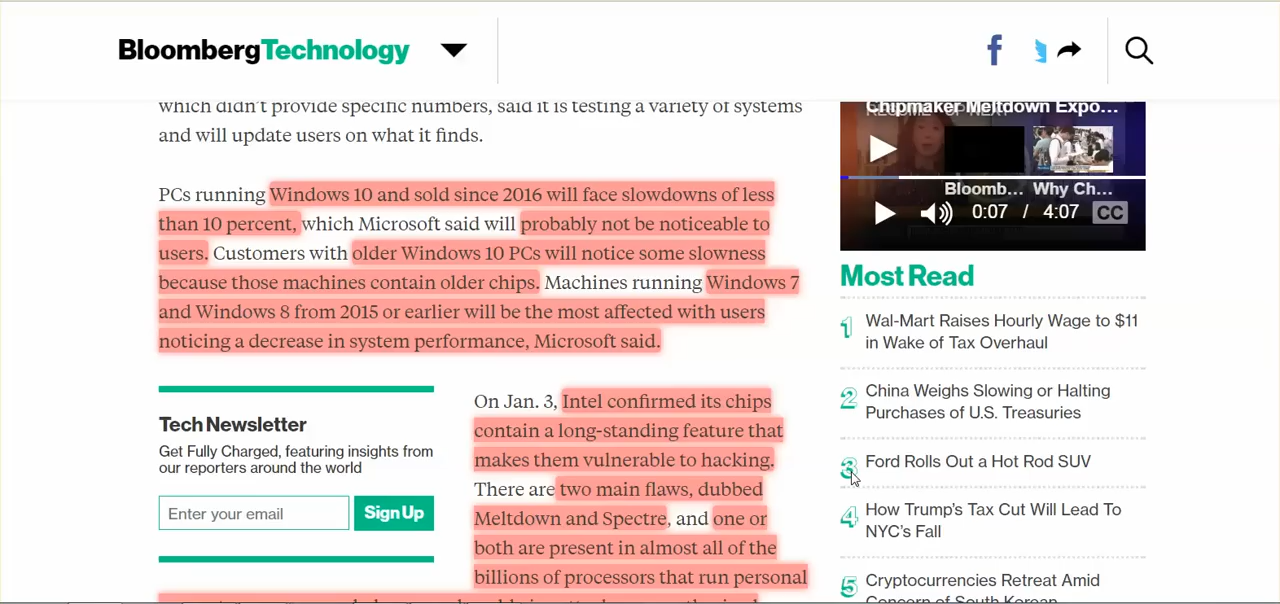 BloombergTechnology
which didn't provide specific numbers, said it is testing a variety of systems
and will update users on what it finds.
PCs running Windows 10 and sold since 2016 will face slowdowns of less
than 10 percent, which Microsoft said will probably not be noticeable to
users. Customers with older Windows 10 PCs will notice some slowness
because those machines contain older chips. Machines running Windows 7
and Windows 8 from 2015 or earlier will be the most affected with users
noticing a decrease in system performance, Microsoft said.
Tech Newsletter
Get Fully Charged, featuring insights from
our reporters around the world
Enter your email
Sign Up
On Jan. 3, Intel confirmed its chips
contain a long-standing feature that
makes them vulnerable to hacking.
There are two main flaws, dubbed
Meltdown and Spectre, and one or
both are present in almost all of the
billions of processors that run personal
Chipmaker Meltdown Expo...
Bloomb... Why Ch...
0:07 / 4:07 CC
Most Read
1 Wal-Mart Raises Hourly Wage to $11
in Wake of Tax Overhaul
2 China Weighs Slowing or Halting
Purchases of U.S. Treasuries
3 Ford Rolls Out a Hot Rod SUV
4 How Trump's Tax Cut Will Lead To
NYC's Fall
5 Cryptocurrencies Retreat Amid
Concern of South Korean